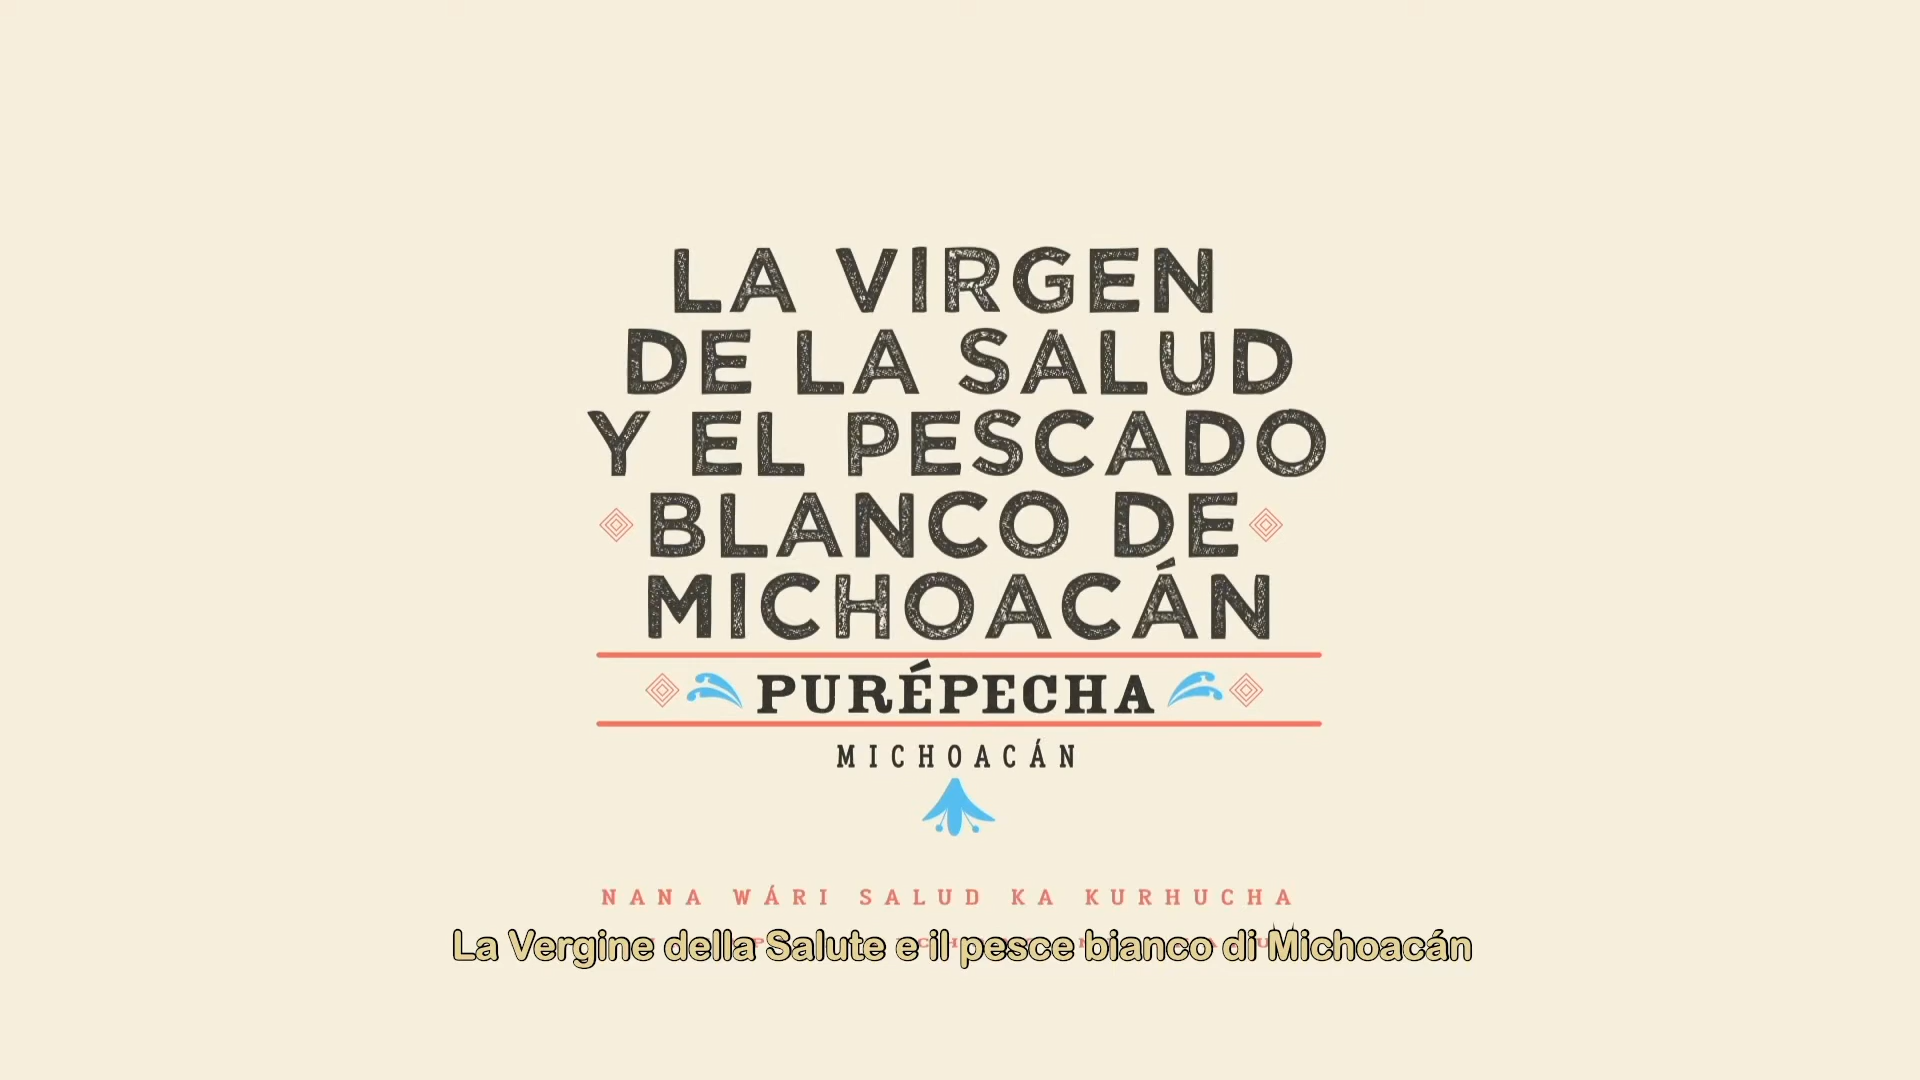 LA VIRGEN
DE LA SALUD
Y EL PESCADO
BLANCO DE
MICHOACÁN
PURÉPECHA
MICHOACÁN
NANA WÁRI SALUD KA KURHUCHA
La Vergine della Salute e il pesce bianco di Michoacán